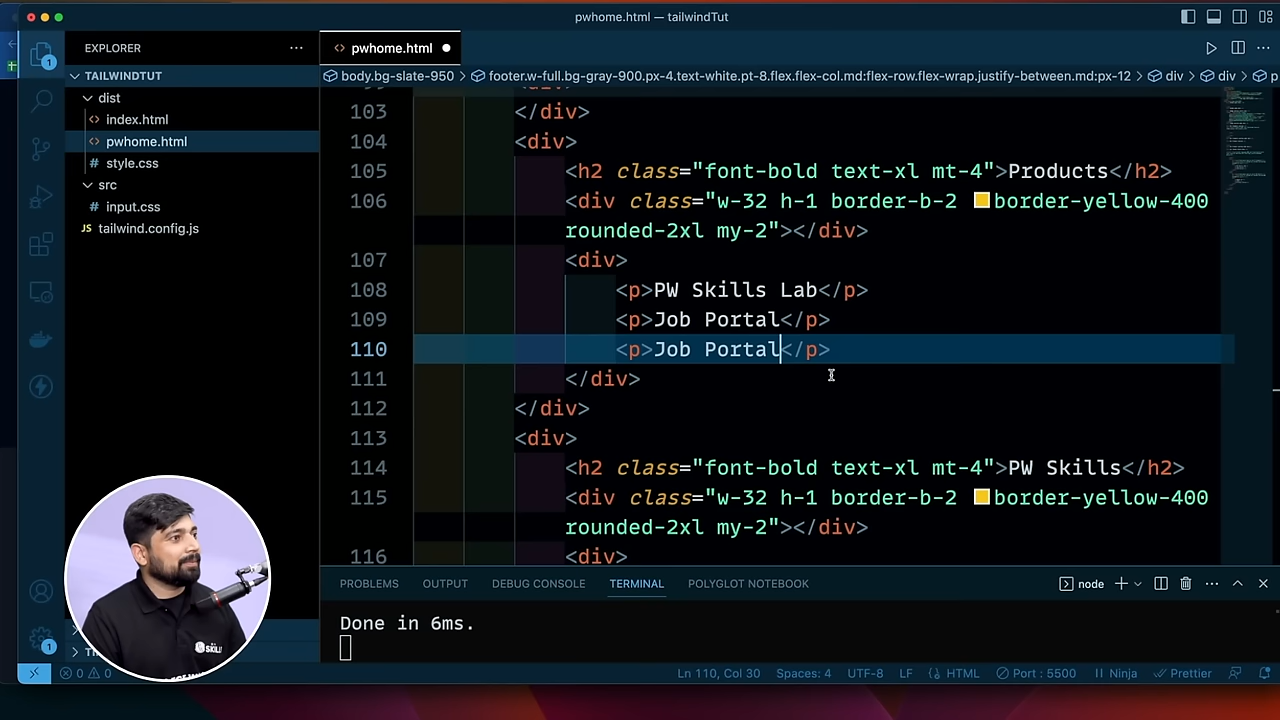 pwhome.html — tailwindTut
EXPLORER
pwhome.html
TAILWINDTUT
body.bg-slate-950 > footer.w-full.bg-gray-900.px-4.text-white.pt-8.flex.flex-col.md:flex-row.flex-wrap.justify-between.md:px-12 > div > div > p
dist
index.html
pwhome.html
style.css
src
input.css
JS tailwind.config.js
103 </div>
104 <div>
105 <h2 class="font-bold text-xl mt-4">Products</h2>
106 <div class="w-32 h-1 border-b-2 border-yellow-400
rounded-2xl my-2"></div>
107 <div>
108 <p>PW Skills Lab</p>
109 <p>Job Portal</p>
110 <p>Job Portal</p>
111 </div>
112 </div>
113 <div>
114 <h2 class="font-bold text-xl mt-4">PW Skills</h2>
115 <div class="w-32 h-1 border-b-2 border-yellow-400
rounded-2xl my-2"></div>
116 <div>
PROBLEMS OUTPUT DEBUG CONSOLE TERMINAL POLYGLOT NOTEBOOK
node
Done in 6ms.
0 0
Ln 110, Col 30 Spaces: 4 UTF-8 LF HTML Port : 5500 Ninja Prettier